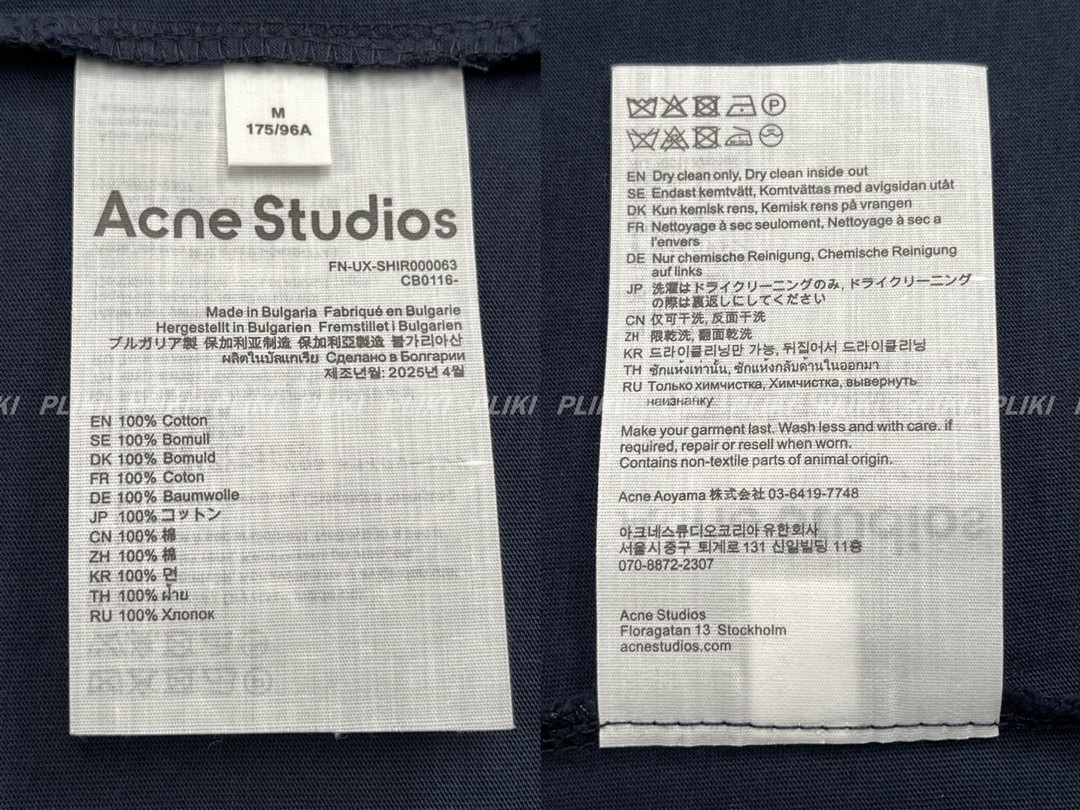 M
175/96A
Acne Studios
FN-UX-SHIR000063
CB0116-
Made in Bulgaria Fabriqué en Bulgarie
Hergestellt in Bulgarien Fremstillet i Bulgarien
ブルガリア製 保加利亚制造 保加利亞製造 불가리아산
ผลิตในบัลแกเรีย Сделано в Болгарии
제조년월: 2025년 4월
EN 100% Cotton
SE 100% Bomull
DK 100% Bomuld
FR 100% Coton
DE 100% Baumwolle
JP 100% コットン
CN 100% 棉
ZH 100% 棉
KR 100% 면
TH 100% ฝ้าย
RU 100% Хлопок
P
EN Dry clean only, Dry clean inside out
SE Endast kemtvätt, Komtvättas med avigsidan utåt
DK Kun kemisk rens, Kemisk rens på vrangen
FR Nettoyage à sec seuloment, Nettoyage à sec a
l'envers
DE Nur chemische Reinigung, Chemische Reinigung
auf links
JP 洗濯はドライクリーニングのみ, ドライクリーニング
の際は裏返しにしてください
CN 仅可干洗, 反面干洗
ZH 限乾洗, 翻面乾洗
KR 드라이클리닝만 가능, 뒤집어서 드라이클리닝
TH ซักแห้งเท่านั้น, ซักแห้งกลับด้านในออกมา
RU Только химчистка, Химчистка, вывернуть
наизнанку
Make your garment last. Wash less and with care. if
required, repair or resell when worn.
Contains non-textile parts of animal origin.
Acne Aoyama 株式会社 03-6419-7748
아크네스튜디오코리아 유한회사
서울시 중구 퇴계로 131 신일빌딩 11층
070-8872-2307
Acne Studios
Floragatan 13 Stockholm
acnestudios.com
PLIKI
PLIKI